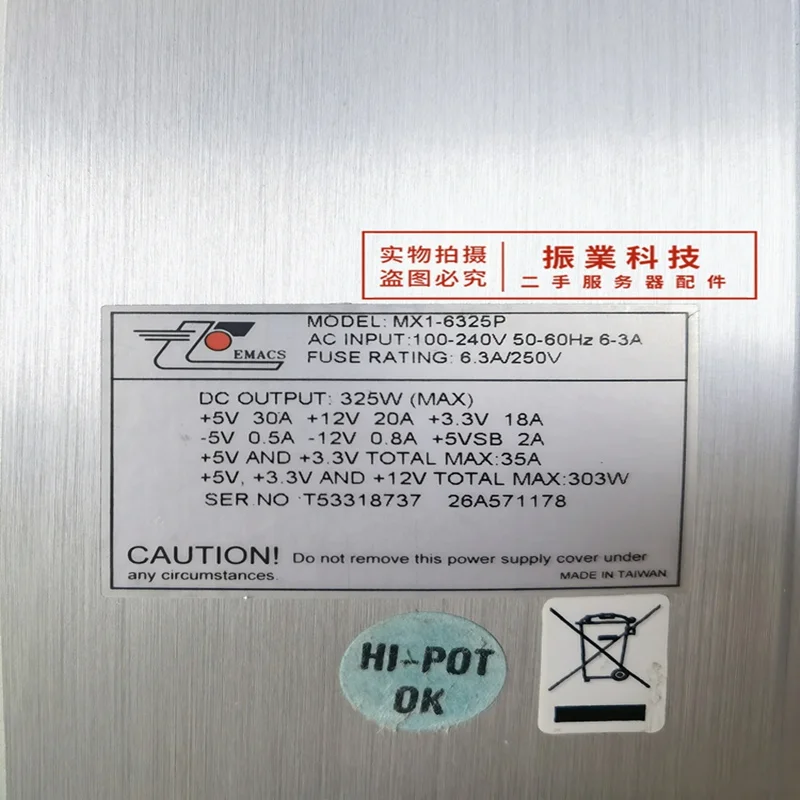 实物拍摄
盗图必究
振業科技
二手服务器配件
EMACS
MODEL: MX1-6325P
AC INPUT:100-240V 50-60Hz 6-3A
FUSE RATING: 6.3A/250V
DC OUTPUT: 325W (MAX)
+5V 30A +12V 20A +3.3V 18A
-5V 0.5A -12V 0.8A +5VSB 2A
+5V AND +3.3V TOTAL MAX:35A
+5V, +3.3V AND +12V TOTAL MAX:303W
SER.NO T53318737 26A571178
CAUTION! Do not remove this power supply cover under
any circumstances.
MADE IN TAIWAN
HI-POT
OK